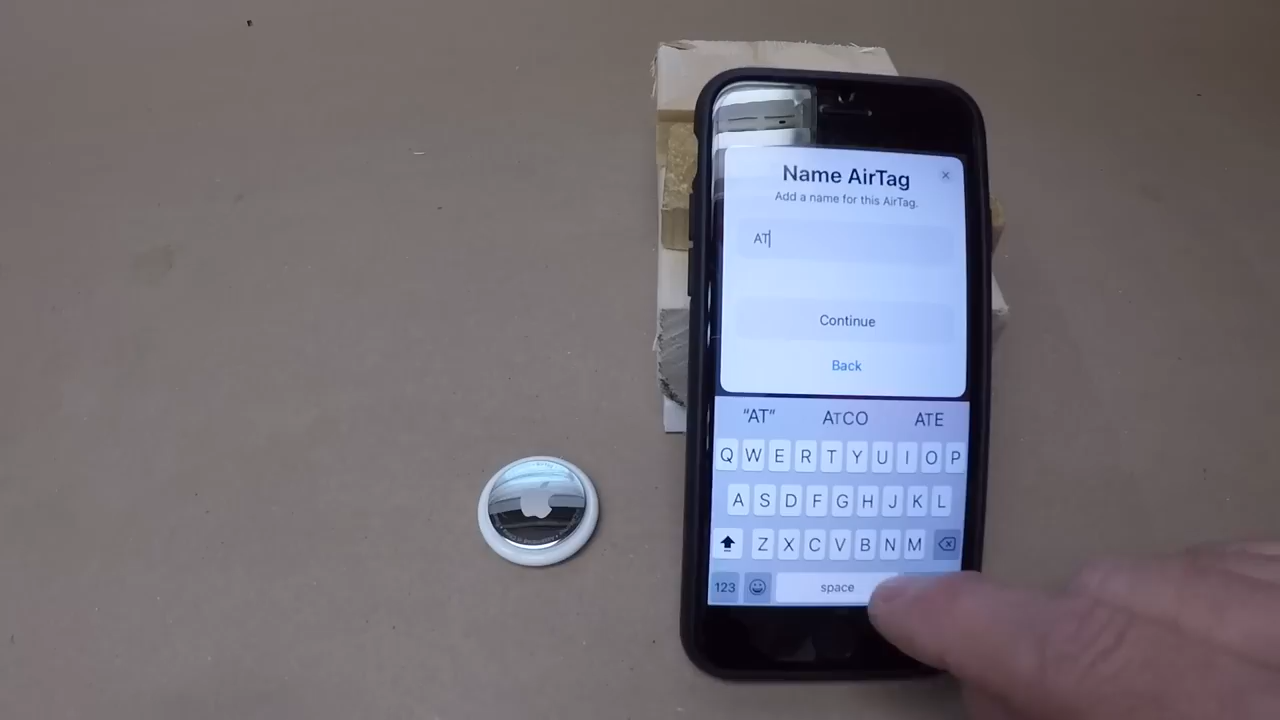 Name AirTag
Add a name for this AirTag.
AT
Continue
Back
"AT" ATCO ATE
Q W E R T Y U I O P
A S D F G H J K L
Z X C V B N M
123 space